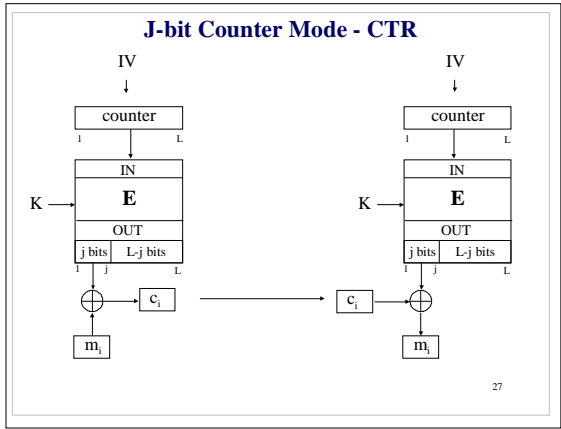 J-bit Counter Mode - CTR
IV IV
counter counter
1 L 1 L
IN IN
K E K E
OUT OUT
j bits L-j bits j bits L-j bits
1 j L 1 j L
c_i c_i
m_i m_i
27